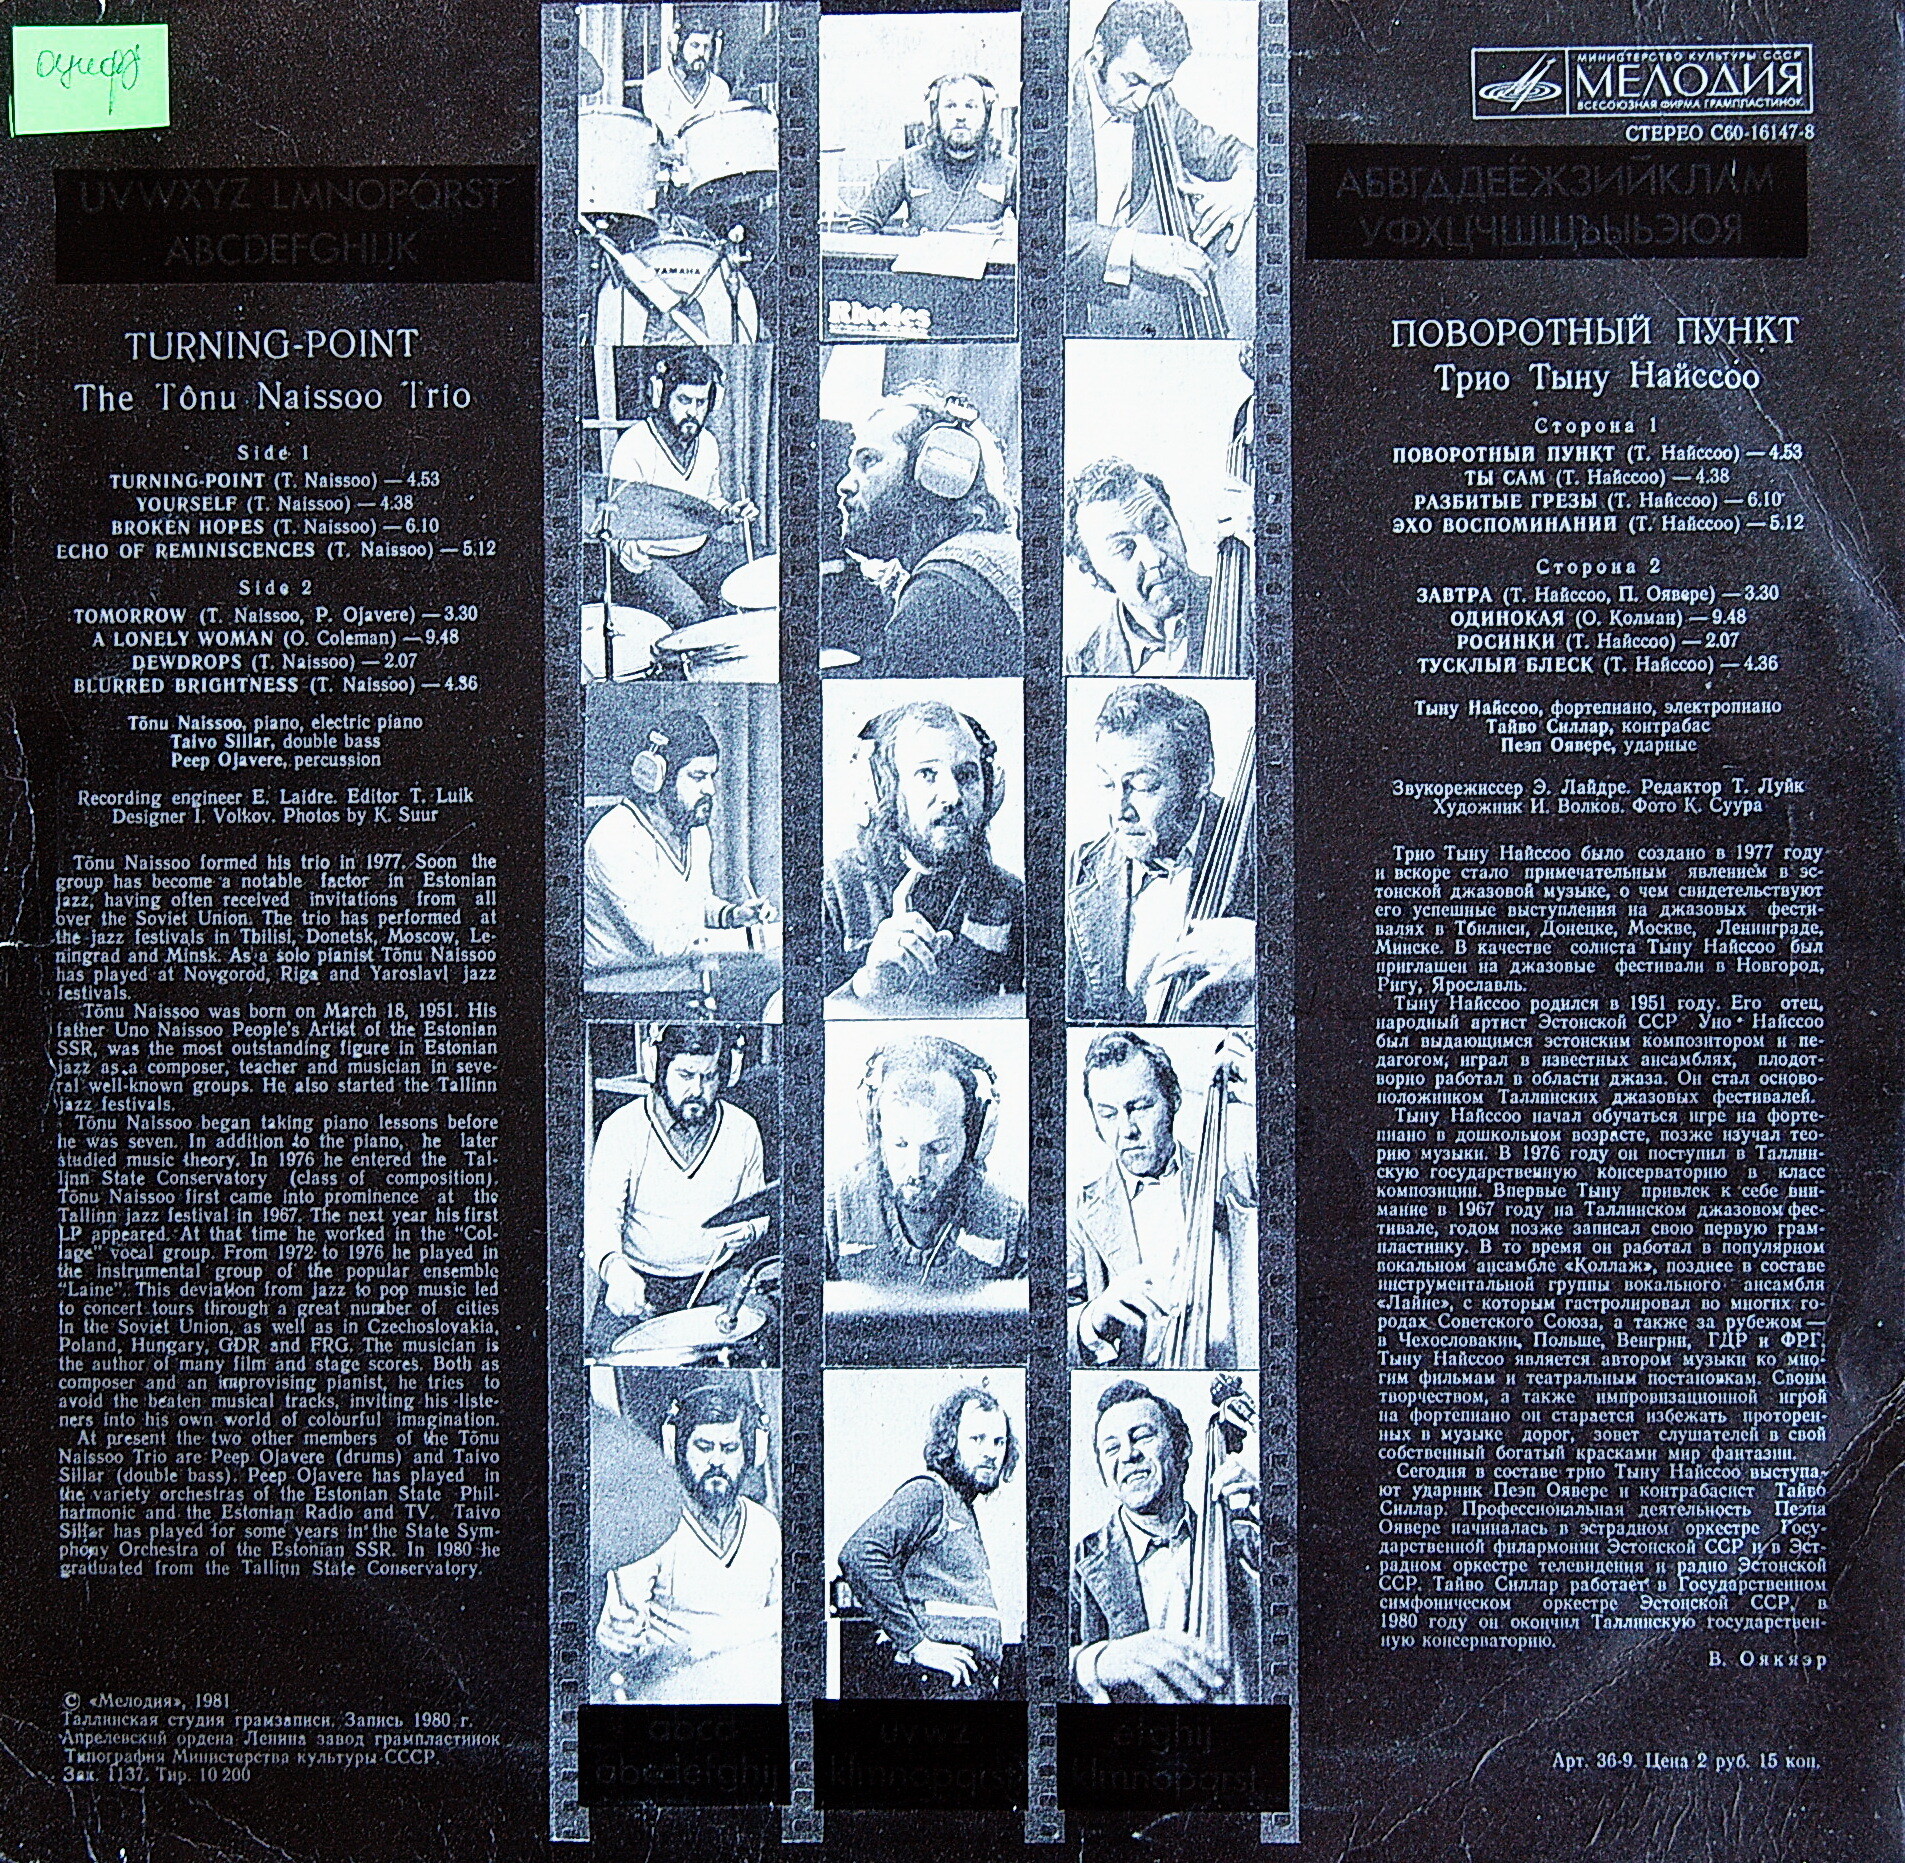 UVWXYZ LMNOPQRST
ABCDEFGHIJK
TURNING-POINT
The Tõnu Naissoo Trio
Side 1
TURNING-POINT (T. Naissoo) — 4.53
YOURSELF (T. Naissoo) — 4.38
BROKEN HOPES (T. Naissoo) — 6.10
ECHO OF REMINISCENCES (T. Naissoo) — 5.12
Side 2
TOMORROW (T. Naissoo, P. Ojavere) — 3.30
A LONELY WOMAN (O. Coleman) — 9.48
DEWDROPS (T. Naissoo) — 2.07
BLURRED BRIGHTNESS (T. Naissoo) — 4.36
Tõnu Naissoo, piano, electric piano
Taivo Sillar, double bass
Peep Ojavere, percussion
Recording engineer E. Laidre. Editor T. Luik
Designer I. Volkov. Photos by K. Suur
Tõnu Naissoo formed his trio in 1977. Soon the
group has become a notable factor in Estonian
jazz, having often received invitations from all
over the Soviet Union. The trio has performed at
the jazz festivals in Tbilisi, Donetsk, Moscow, Le-
ningrad and Minsk. As a solo pianist Tõnu Naissoo
has played at Novgorod, Riga and Yaroslavl jazz
festivals.
Tõnu Naissoo was born on March 18, 1951. His
father Uno Naissoo People's Artist of the Estonian
SSR, was the most outstanding figure in Estonian
jazz as a composer, teacher and musician in seve-
ral well-known groups. He also started the Tallinn
jazz festivals.
Tõnu Naissoo began taking piano lessons before
he was seven. In addition to the piano, he later
studied music theory. In 1976 he entered the Tal-
linn State Conservatory (class of composition).
Tõnu Naissoo first came into prominence at the
Tallinn jazz festival in 1967. The next year his first
LP appeared. At that time he worked in the “Col-
lage” vocal group. From 1972 to 1976 he played in
the instrumental group of the popular ensemble
“Laine”. This deviation from jazz to pop music led
to concert tours through a great number of cities
in the Soviet Union, as well as in Czechoslovakia,
Poland, Hungary, GDR and FRG. The musician is
the author of many film and stage scores. Both as
composer and an improvising pianist, he tries to
avoid the beaten musical tracks, inviting his liste-
ners into his own world of colourful imagination.
At present the two other members of the Tõnu
Naissoo Trio are Peep Ojavere (drums) and Taivo
Sillar (double bass). Peep Ojavere has played in
the variety orchestras of the Estonian State Phil-
harmonic and the Estonian Radio and TV. Taivo
Sillar has played for some years in the State Sym-
phony Orchestra of the Estonian SSR. In 1980 he
graduated from the Tallinn State Conservatory.
© «Мелодия», 1981
Таллинская студия грамзаписи. Запись 1980 г.
Апрелевский ордена Ленина завод грампластинок
Типография Министерства культуры СССР.
Зак. 1137. Тир. 10 200
YAMAHA
Rhodes
abcd
abcdefghij
uvwz
klmnopqrst
efghij
klmnopqrst
МИНИСТЕРСТВО КУЛЬТУРЫ СССР
МЕЛОДИЯ
ВСЕСОЮЗНАЯ ФИРМА ГРАМПЛАСТИНОК
СТЕРЕО С60-16147-8
АБВГДДЕЁЖЗИЙКЛЛМ
УФХЦЧШЩЪЫЬЭЮЯ
ПОВОРОТНЫЙ ПУНКТ
Трио Тыну Найссоо
Сторона 1
ПОВОРОТНЫЙ ПУНКТ (Т. Найссоо) — 4.53
ТЫ САМ (Т. Найссоо) — 4.38
РАЗБИТЫЕ ГРЕЗЫ (Т. Найссоо) — 6.10
ЭХО ВОСПОМИНАНИЙ (Т. Найссоо) — 5.12
Сторона 2
ЗАВТРА (Т. Найссоо, П. Оявере) — 3.30
ОДИНОКАЯ (О. Колман) — 9.48
РОСИНКИ (Т. Найссоо) — 2.07
ТУСКЛЫЙ БЛЕСК (Т. Найссоо) — 4.36
Тыну Найссоо, фортепиано, электропиано
Тайво Силлар, контрабас
Пеэп Оявере, ударные
Звукорежиссер Э. Лайдре. Редактор Т. Луйк
Художник И. Волков. Фото К. Суура
Трио Тыну Найссоо было создано в 1977 году
и вскоре стало примечательным явлением в эс-
тонской джазовой музыке, о чем свидетельствуют
его успешные выступления на джазовых фести-
валях в Тбилиси, Донецке, Москве, Ленинграде,
Минске. В качестве солиста Тыну Найссоо был
приглашен на джазовые фестивали в Новгород,
Ригу, Ярославль.
Тыну Найссоо родился в 1951 году. Его отец,
народный артист Эстонской ССР Уно Найссоо
был выдающимся эстонским композитором и пе-
дагогом, играл в известных ансамблях, плодот-
ворно работал в области джаза. Он стал осново-
положником Таллинских джазовых фестивалей.
Тыну Найссоо начал обучаться игре на форте-
пиано в дошкольном возрасте, позже изучал тео-
рию музыки. В 1976 году он поступил в Таллин-
скую государственную консерваторию в класс
композиции. Впервые Тыну привлек к себе вни-
мание в 1967 году на Таллинском джазовом фес-
тивале, годом позже записал свою первую грам-
пластинку. В то время он работал в популярном
вокальном ансамбле «Коллаж», позднее в составе
инструментальной группы вокального ансамбля
«Лайне», с которым гастролировал во многих го-
родах Советского Союза, а также за рубежом —
в Чехословакии, Польше, Венгрии, ГДР и ФРГ.
Тыну Найссоо является автором музыки ко мно-
гим фильмам и театральным постановкам. Своим
творчеством, а также импровизационной игрой
на фортепиано он старается избежать проторен-
ных в музыке дорог, зовет слушателей в свой
собственный богатый красками мир фантазии.
Сегодня в составе трио Тыну Найссоо выступа-
ют ударник Пеэп Оявере и контрабасист Тайво
Силлар. Профессиональная деятельность Пеэпа
Оявере начиналась в эстрадном оркестре Госу-
дарственной филармонии Эстонской ССР и в Эст-
радном оркестре телевидения и радио Эстонской
ССР. Тайво Силлар работает в Государственном
симфоническом оркестре Эстонской ССР, в
1980 году он окончил Таллинскую государствен-
ную консерваторию.
В. Ояскяэр
Арт. 36-9. Цена 2 руб. 15 коп.